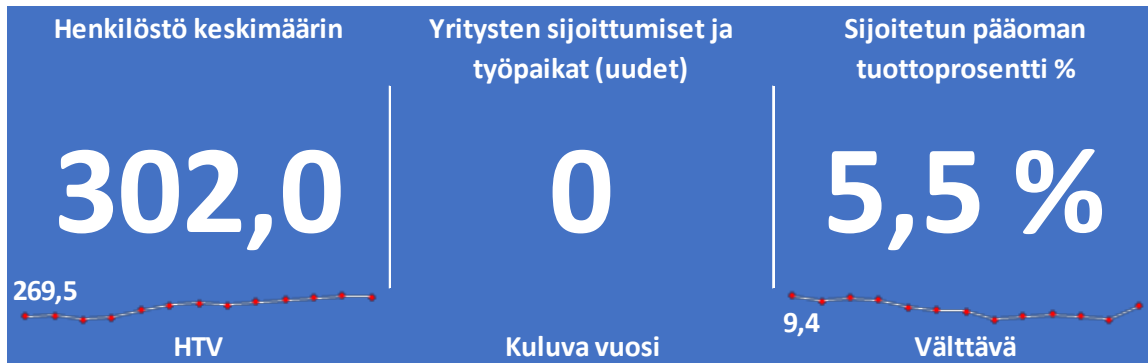 Henkilöstö keskimäärin
302,0
269,5
HTV
Yritysten sijoittumiset ja
työpaikat (uudet)
0
Kuluva vuosi
Sijoitetun pääoman
tuottoprosentti %
5,5 %
9,4
Välttävä